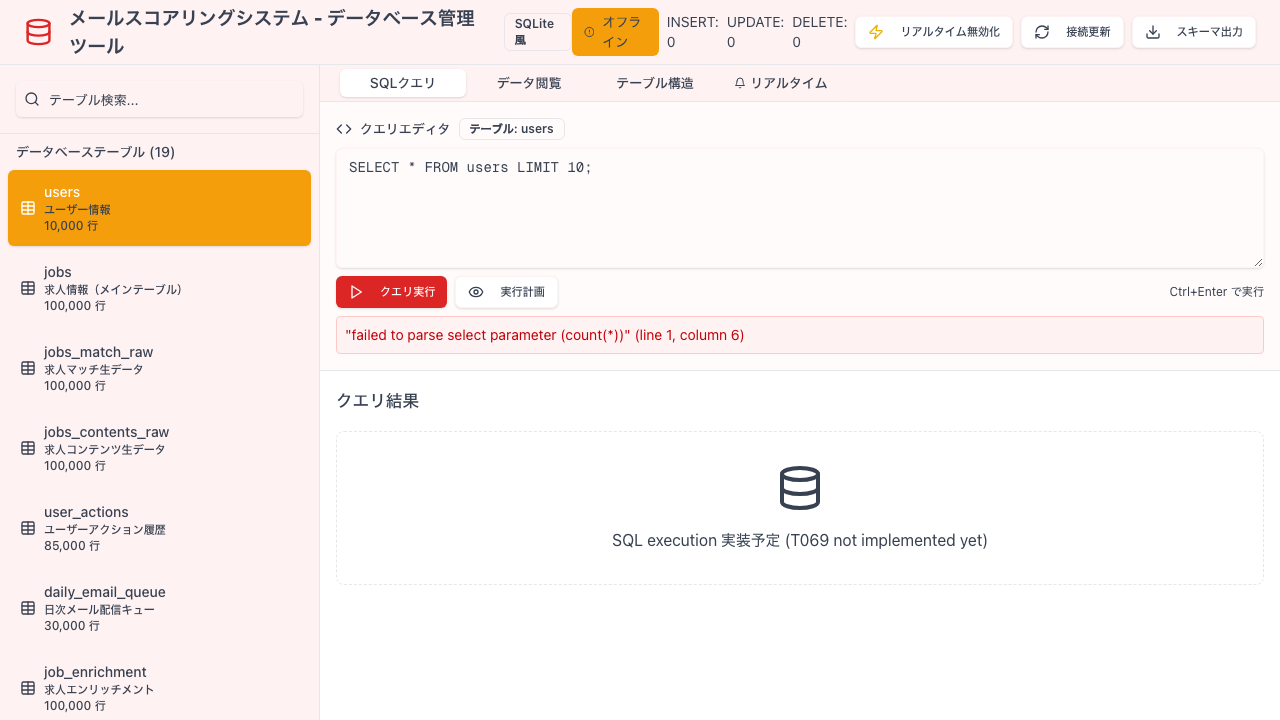 メールスコアリングシステム - データベース管理
ツール
SQLite
風
オフラ
イン
INSERT:
0
UPDATE:
0
DELETE:
0
リアルタイム無効化
接続更新
スキーマ出力
テーブル検索...
データベーステーブル (19)
users
ユーザー情報
10,000 行
jobs
求人情報（メインテーブル）
100,000 行
jobs_match_raw
求人マッチ生データ
100,000 行
jobs_contents_raw
求人コンテンツ生データ
100,000 行
user_actions
ユーザーアクション履歴
85,000 行
daily_email_queue
日次メール配信キュー
30,000 行
job_enrichment
求人エンリッチメント
100,000 行
SQLクエリ
データ閲覧
テーブル構造
リアルタイム
クエリエディタ
テーブル: users
SELECT * FROM users LIMIT 10;
クエリ実行
実行計画
Ctrl+Enter で実行
"failed to parse select parameter (count(*))" (line 1, column 6)
クエリ結果
SQL execution 実装予定 (T069 not implemented yet)